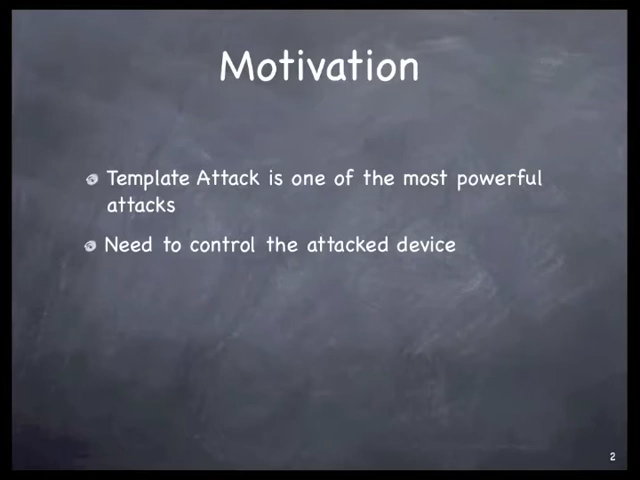 Motivation
Template Attack is one of the most powerful
attacks
Need to control the attacked device
2